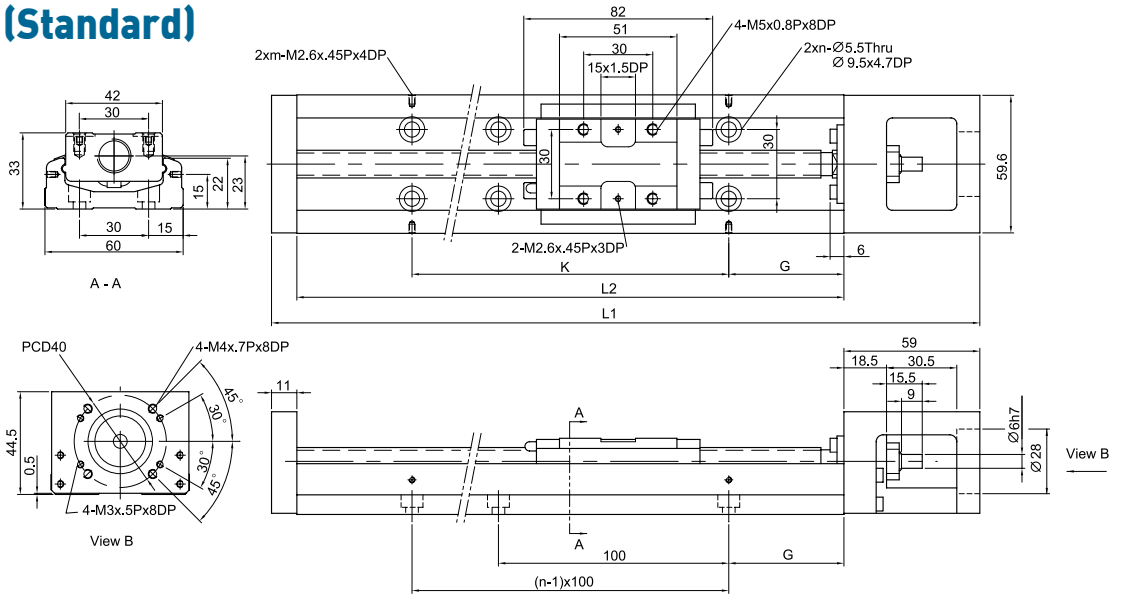 (Standard)
82
51
30
15x1.5DP
4-M5x0.8Px8DP
2xn-Ø5.5Thru
Ø 9.5x4.7DP
2xm-M2.6x.45Px4DP
42
30
33
15
22
23
30
15
60
A - A
30
30
59.6
2-M2.6x.45Px3DP
6
K
G
L2
L1
PCD40
4-M4x.7Px8DP
45°
30°
30°
45°
44.5
0.5
4-M3x.5Px8DP
View B
11
A
A
59
18.5
30.5
15.5
9
Ø6h7
Ø28
View B
100
G
(n-1)x100